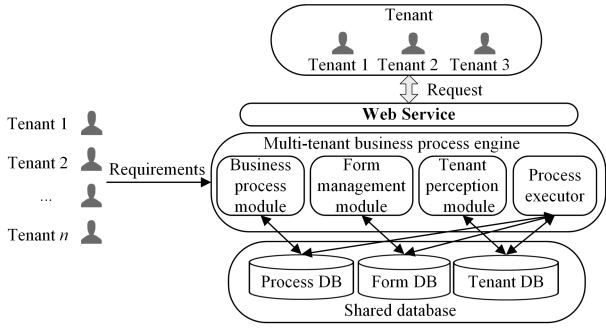 Tenant
Tenant 1 Tenant 2 Tenant 3
Request
Web Service
Tenant 1
Tenant 2
...
Tenant n
Requirements
Multi-tenant business process engine
Business
process
module
Form
management
module
Tenant
perception
module
Process
executor
Process DB
Form DB
Tenant DB
Shared database